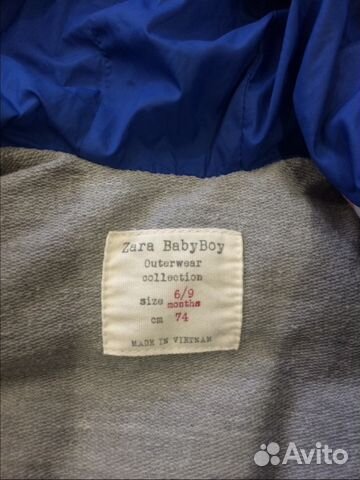 Zara BabyBoy
Outerwear
collection
size 6/9 months
cm 74
MADE IN VIETNAM
Avito